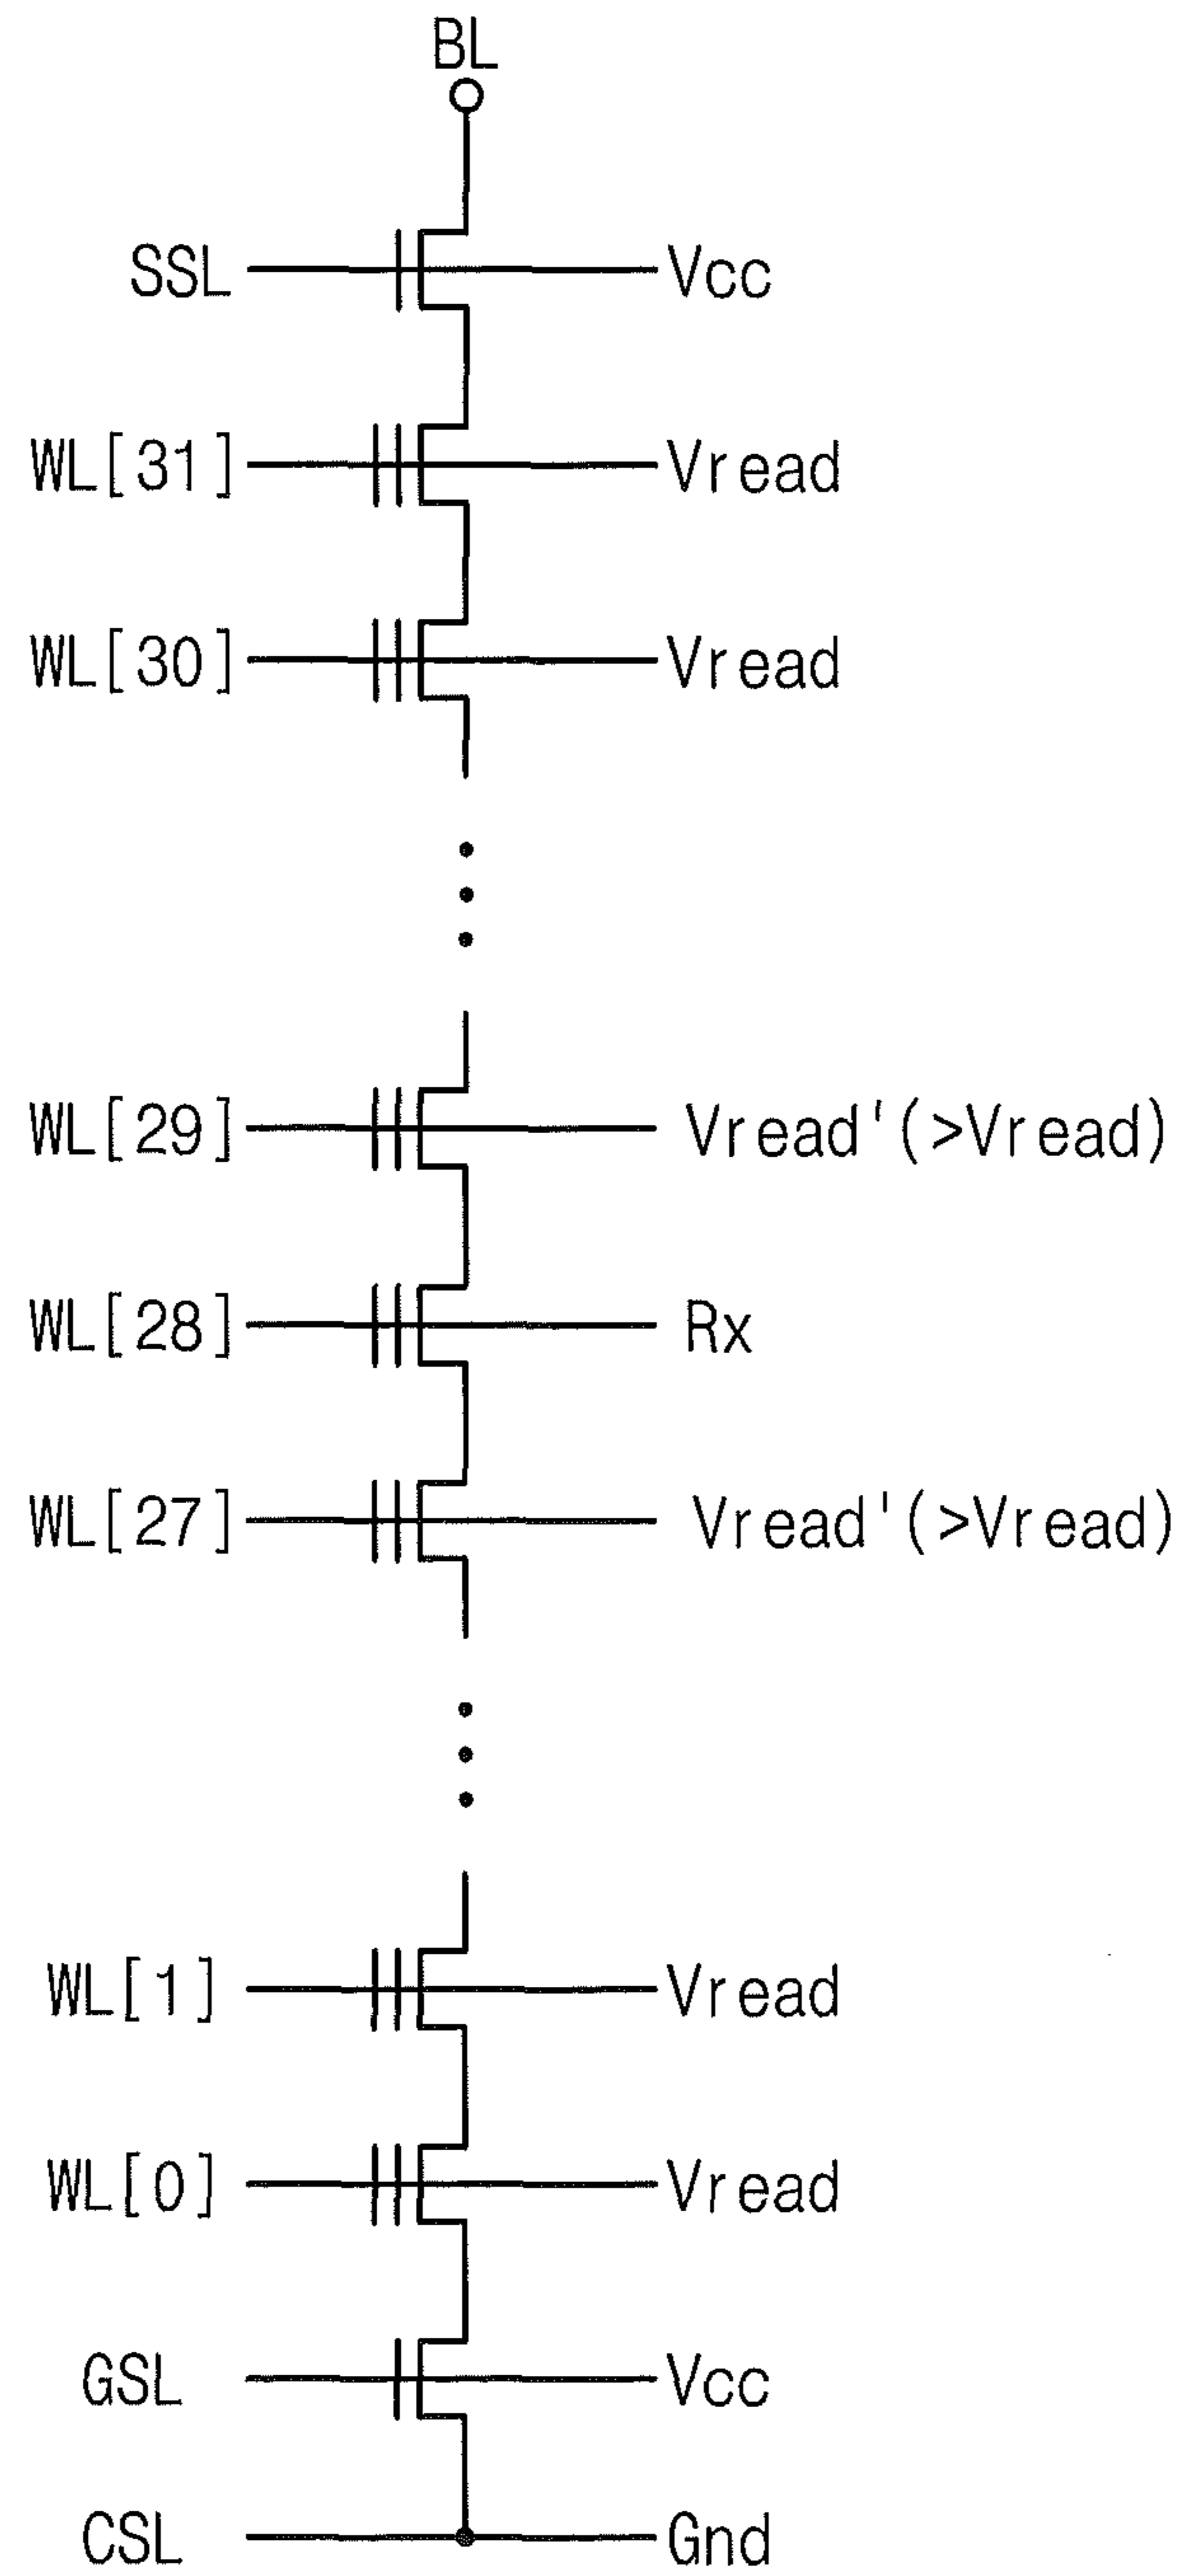 BL
SSL Vcc
WL[31] Vread
WL[30] Vread
WL[29] Vread'(>Vread)
WL[28] Rx
WL[27] Vread'(>Vread)
WL[1] Vread
WL[0] Vread
GSL Vcc
CSL Gnd